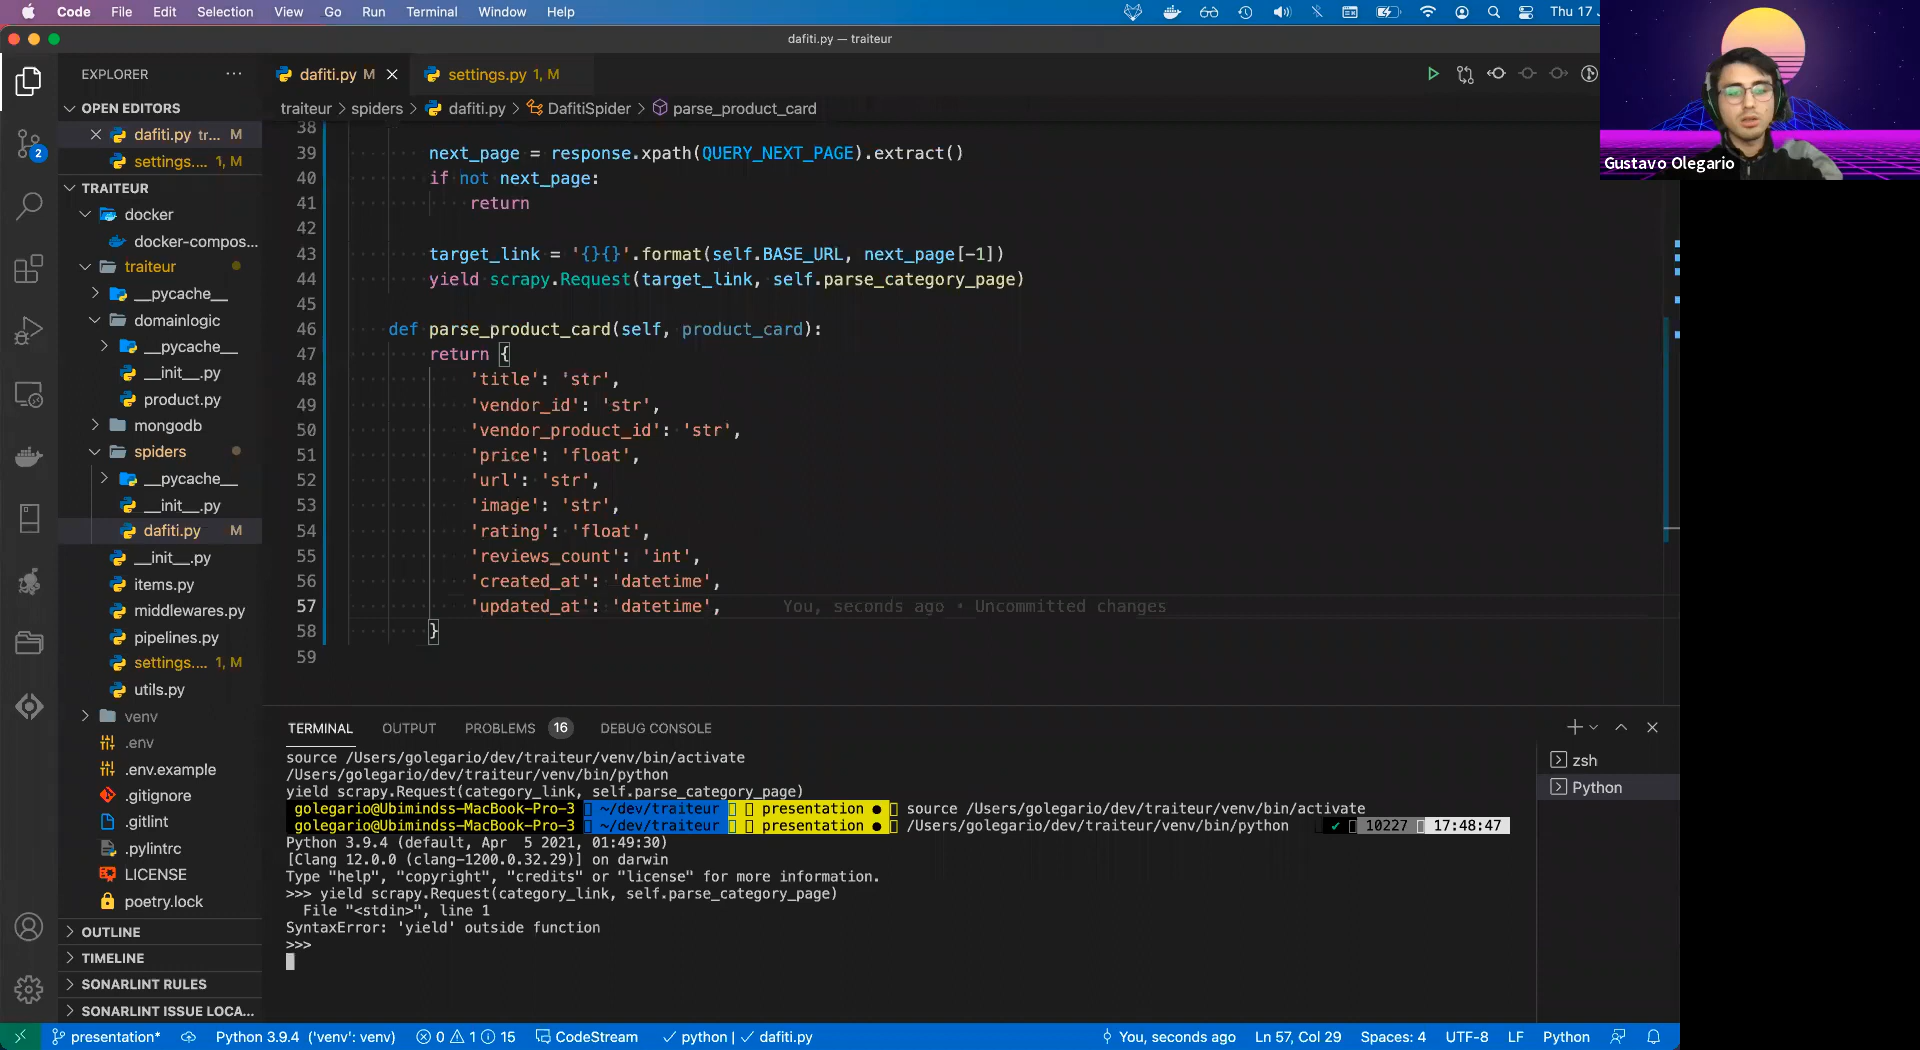 Code File Edit Selection View Go Run Terminal Window Help
Thu 17
dafiti.py — traiteur
Gustavo Olegario
EXPLORER
dafiti.py M
settings.py 1, M
OPEN EDITORS
traiteur > spiders > dafiti.py > DafitiSpider > parse_product_card
dafiti.py tr... M
settings.... 1, M
TRAITEUR
docker
docker-compos...
traiteur
__pycache__
domainlogic
__pycache__
__init__.py
product.py
mongodb
spiders
__pycache__
__init__.py
dafiti.py M
__init__.py
items.py
middlewares.py
pipelines.py
settings.... 1, M
utils.py
venv
.env
.env.example
.gitignore
.gitlint
.pylintrc
LICENSE
poetry.lock
OUTLINE
TIMELINE
SONARLINT RULES
SONARLINT ISSUE LOCA...
2
38
39 next_page = response.xpath(QUERY_NEXT_PAGE).extract()
40 if not next_page:
41 return
42
43 target_link = '{}{}'.format(self.BASE_URL, next_page[-1])
44 yield scrapy.Request(target_link, self.parse_category_page)
45
46 def parse_product_card(self, product_card):
47 return {
48 'title': 'str',
49 'vendor_id': 'str',
50 'vendor_product_id': 'str',
51 'price': 'float',
52 'url': 'str',
53 'image': 'str',
54 'rating': 'float',
55 'reviews_count': 'int',
56 'created_at': 'datetime',
57 'updated_at': 'datetime', You, seconds ago • Uncommitted changes
58 }
59
TERMINAL OUTPUT PROBLEMS 16 DEBUG CONSOLE
source /Users/golegario/dev/traiteur/venv/bin/activate
/Users/golegario/dev/traiteur/venv/bin/python
yield scrapy.Request(category_link, self.parse_category_page)
golegario@Ubimindss-MacBook-Pro-3 ~/dev/traiteur presentation ● source /Users/golegario/dev/traiteur/venv/bin/activate
golegario@Ubimindss-MacBook-Pro-3 ~/dev/traiteur presentation ● /Users/golegario/dev/traiteur/venv/bin/python ✔ 10227 17:48:47
Python 3.9.4 (default, Apr 5 2021, 01:49:30)
[Clang 12.0.0 (clang-1200.0.32.29)] on darwin
Type "help", "copyright", "credits" or "license" for more information.
>>> yield scrapy.Request(category_link, self.parse_category_page)
File "<stdin>", line 1
SyntaxError: 'yield' outside function
>>>
zsh
Python
presentation* Python 3.9.4 ('venv': venv) 0 1 15 CodeStream ✓ python | ✓ dafiti.py You, seconds ago Ln 57, Col 29 Spaces: 4 UTF-8 LF Python